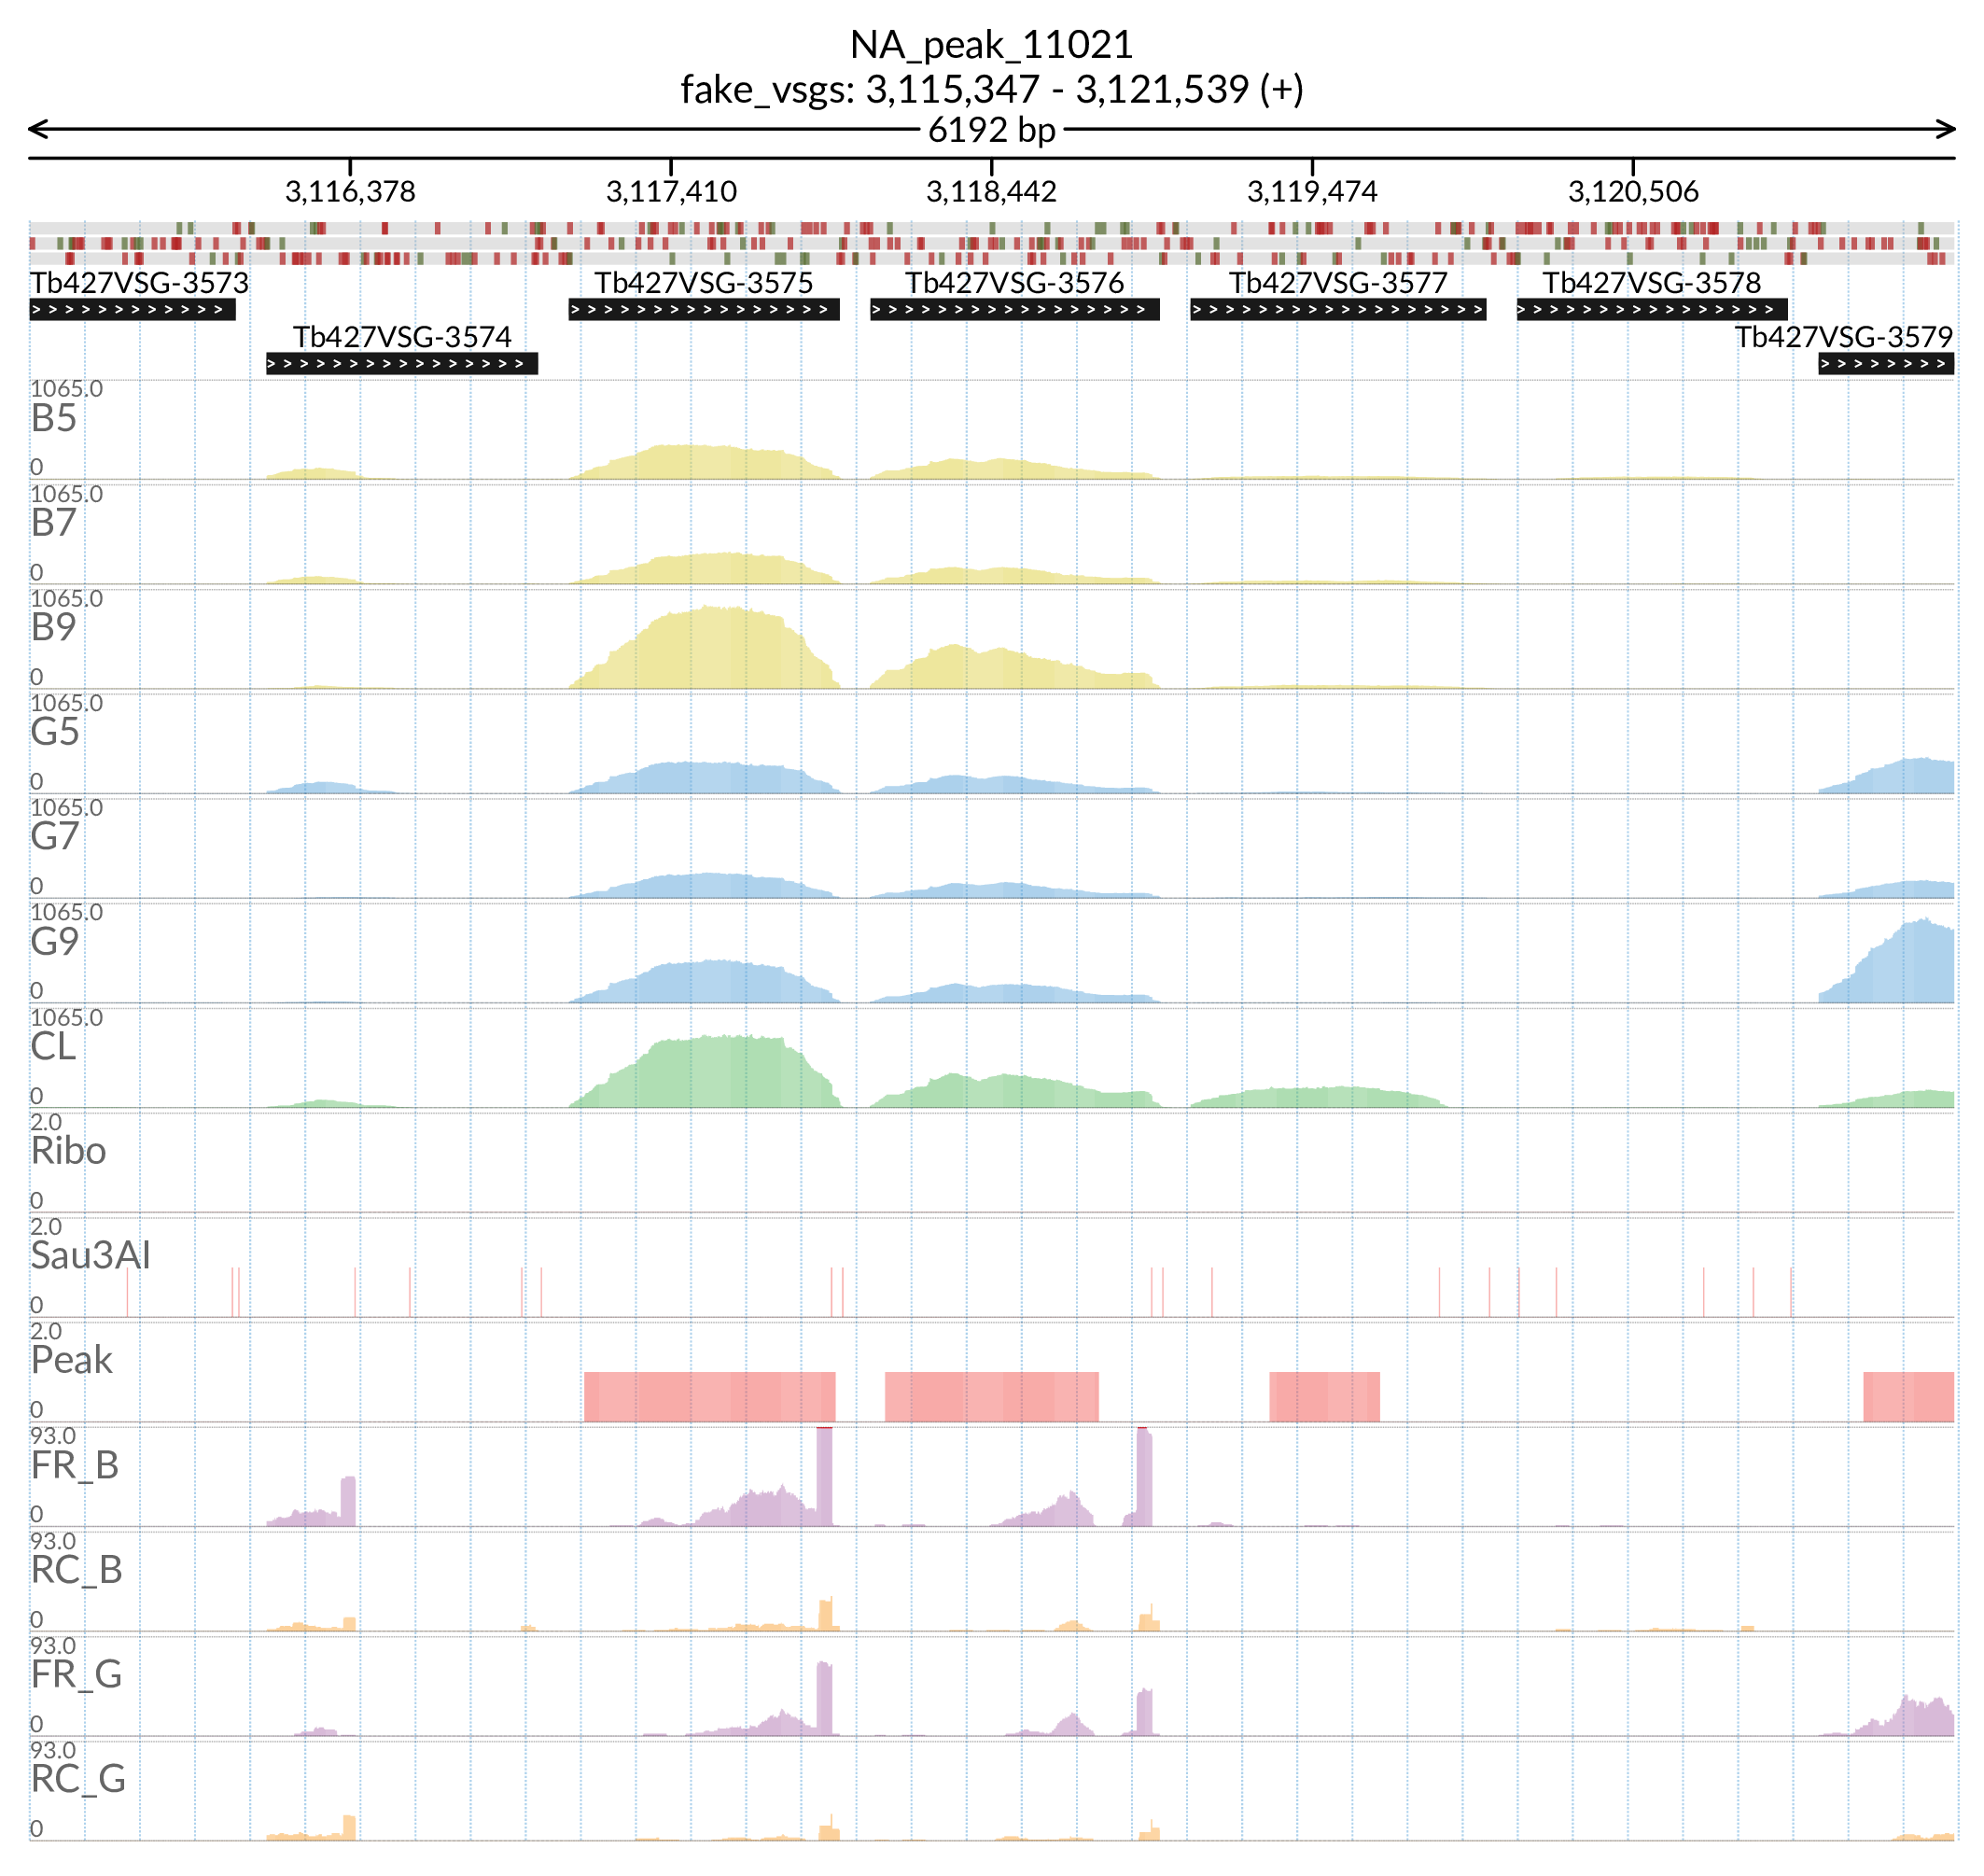 NA_peak_11021
fake_vsgs: 3,115,347 - 3,121,539 (+)
6192 bp
3,116,378 3,117,410 3,118,442 3,119,474 3,120,506
Tb427VSG-3573 Tb427VSG-3575 Tb427VSG-3576 Tb427VSG-3577 Tb427VSG-3578
Tb427VSG-3574 Tb427VSG-3579
1065.0
B5
0
1065.0
B7
0
1065.0
B9
0
1065.0
G5
0
1065.0
G7
0
1065.0
G9
0
1065.0
CL
0
2.0
Ribo
0
2.0
Sau3AI
0
2.0
Peak
0
93.0
FR_B
0
93.0
RC_B
0
93.0
FR_G
0
93.0
RC_G
0